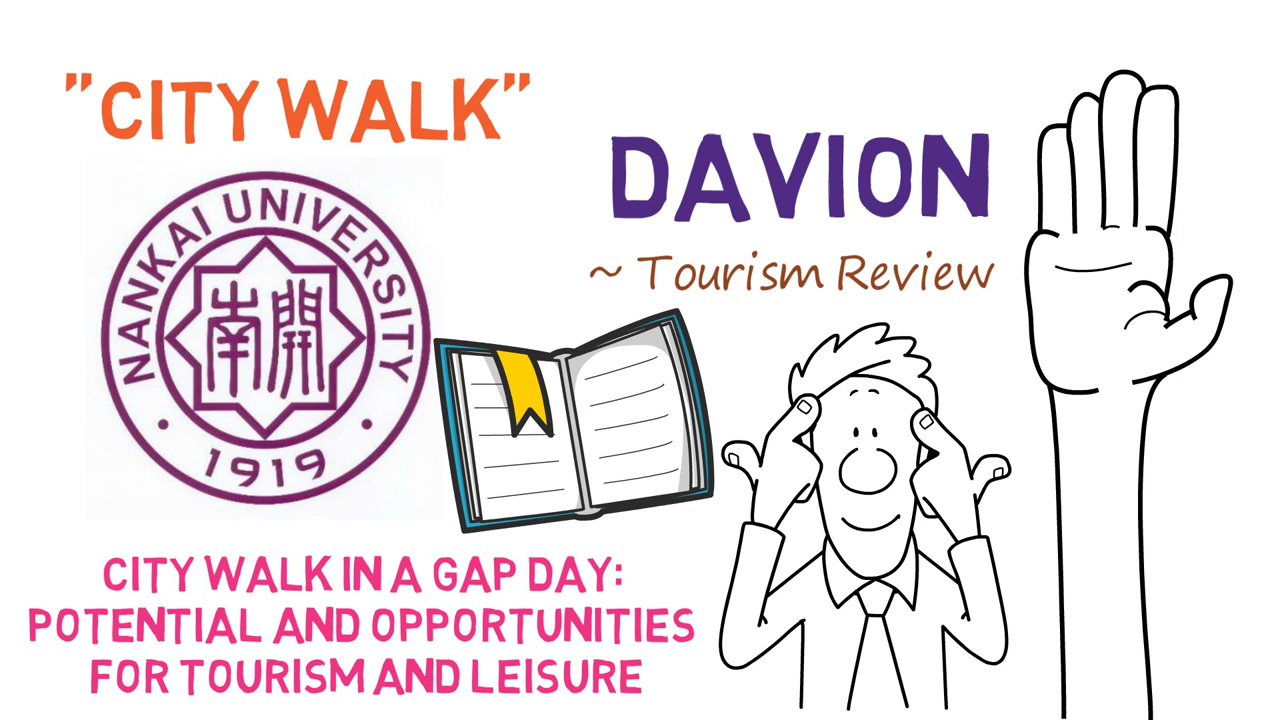 "CITY WALK"
NANKAI UNIVERSITY
南開
1919
DAVION
~ Tourism Review
CITY WALK IN A GAP DAY:
POTENTIAL AND OPPORTUNITIES
FOR TOURISM AND LEISURE